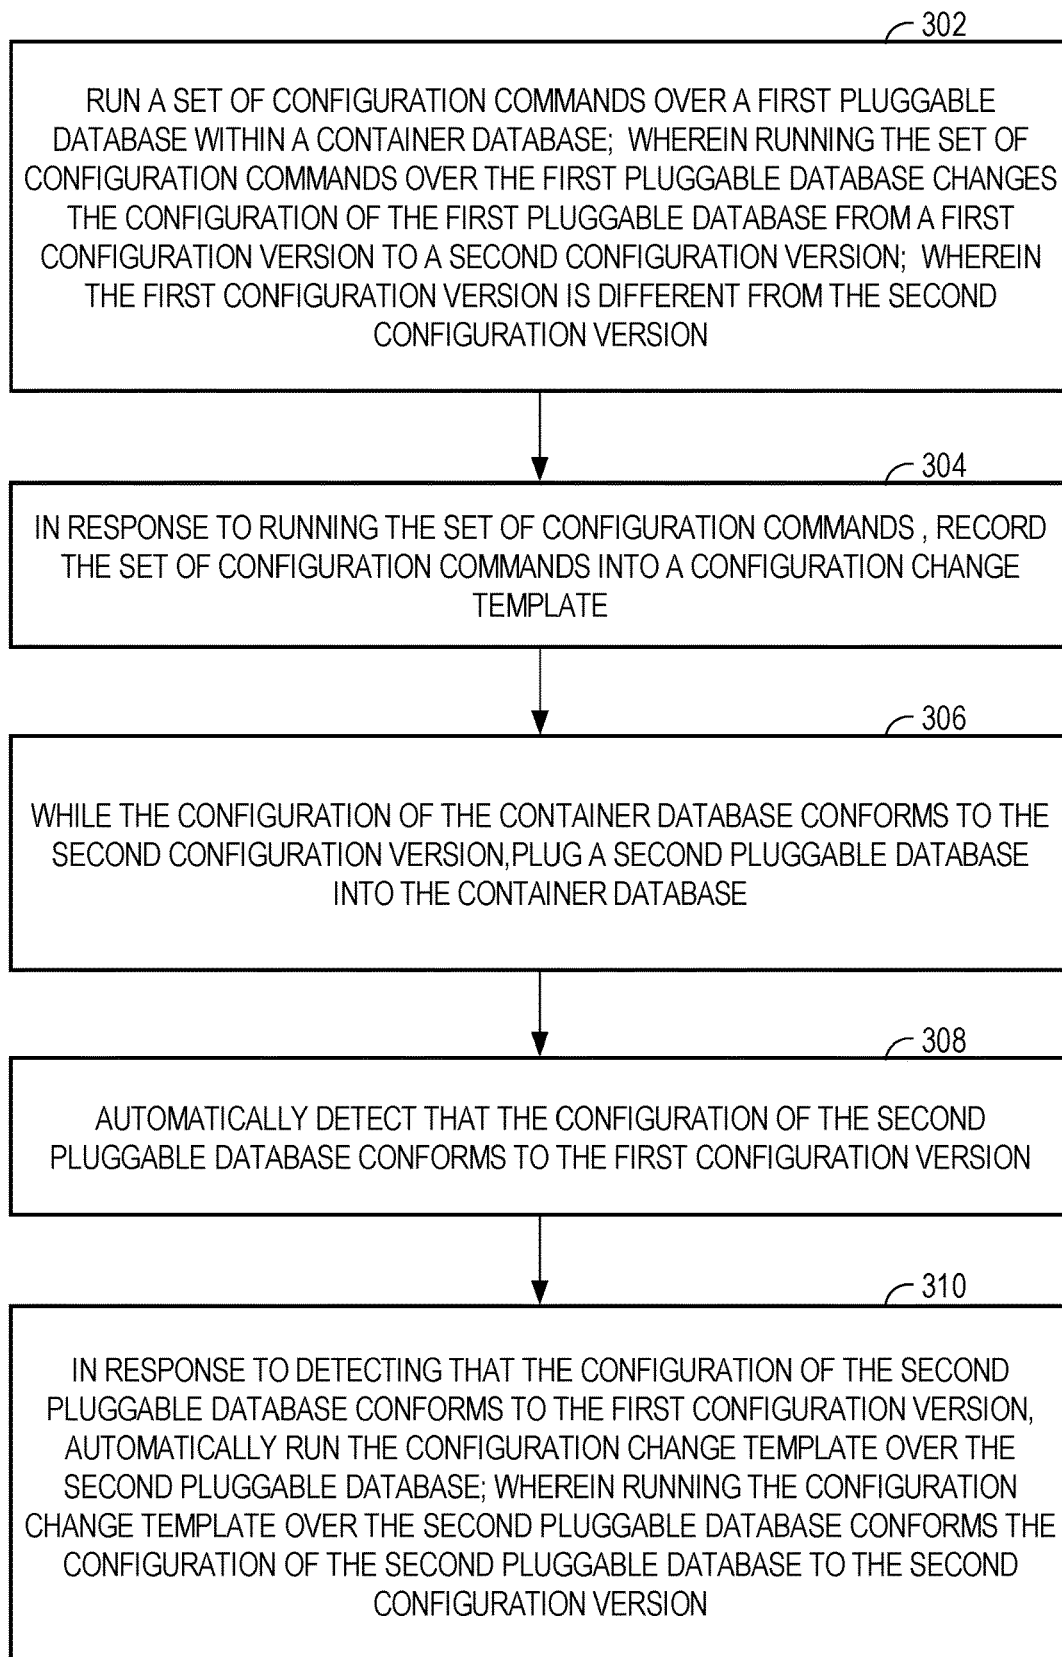 302
RUN A SET OF CONFIGURATION COMMANDS OVER A FIRST PLUGGABLE
DATABASE WITHIN A CONTAINER DATABASE; WHEREIN RUNNING THE SET OF
CONFIGURATION COMMANDS OVER THE FIRST PLUGGABLE DATABASE CHANGES
THE CONFIGURATION OF THE FIRST PLUGGABLE DATABASE FROM A FIRST
CONFIGURATION VERSION TO A SECOND CONFIGURATION VERSION; WHEREIN
THE FIRST CONFIGURATION VERSION IS DIFFERENT FROM THE SECOND
CONFIGURATION VERSION
304
IN RESPONSE TO RUNNING THE SET OF CONFIGURATION COMMANDS , RECORD
THE SET OF CONFIGURATION COMMANDS INTO A CONFIGURATION CHANGE
TEMPLATE
306
WHILE THE CONFIGURATION OF THE CONTAINER DATABASE CONFORMS TO THE
SECOND CONFIGURATION VERSION,PLUG A SECOND PLUGGABLE DATABASE
INTO THE CONTAINER DATABASE
308
AUTOMATICALLY DETECT THAT THE CONFIGURATION OF THE SECOND
PLUGGABLE DATABASE CONFORMS TO THE FIRST CONFIGURATION VERSION
310
IN RESPONSE TO DETECTING THAT THE CONFIGURATION OF THE SECOND
PLUGGABLE DATABASE CONFORMS TO THE FIRST CONFIGURATION VERSION,
AUTOMATICALLY RUN THE CONFIGURATION CHANGE TEMPLATE OVER THE
SECOND PLUGGABLE DATABASE; WHEREIN RUNNING THE CONFIGURATION
CHANGE TEMPLATE OVER THE SECOND PLUGGABLE DATABASE CONFORMS THE
CONFIGURATION OF THE SECOND PLUGGABLE DATABASE TO THE SECOND
CONFIGURATION VERSION